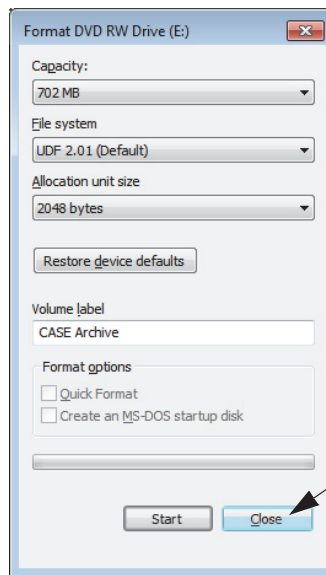 Format DVD RW Drive (E:)
Capacity:
702 MB
File system
UDF 2.01 (Default)
Allocation unit size
2048 bytes
Restore device defaults
Volume label
CASE Archive
Format options
Quick Format
Create an MS-DOS startup disk
Start Close